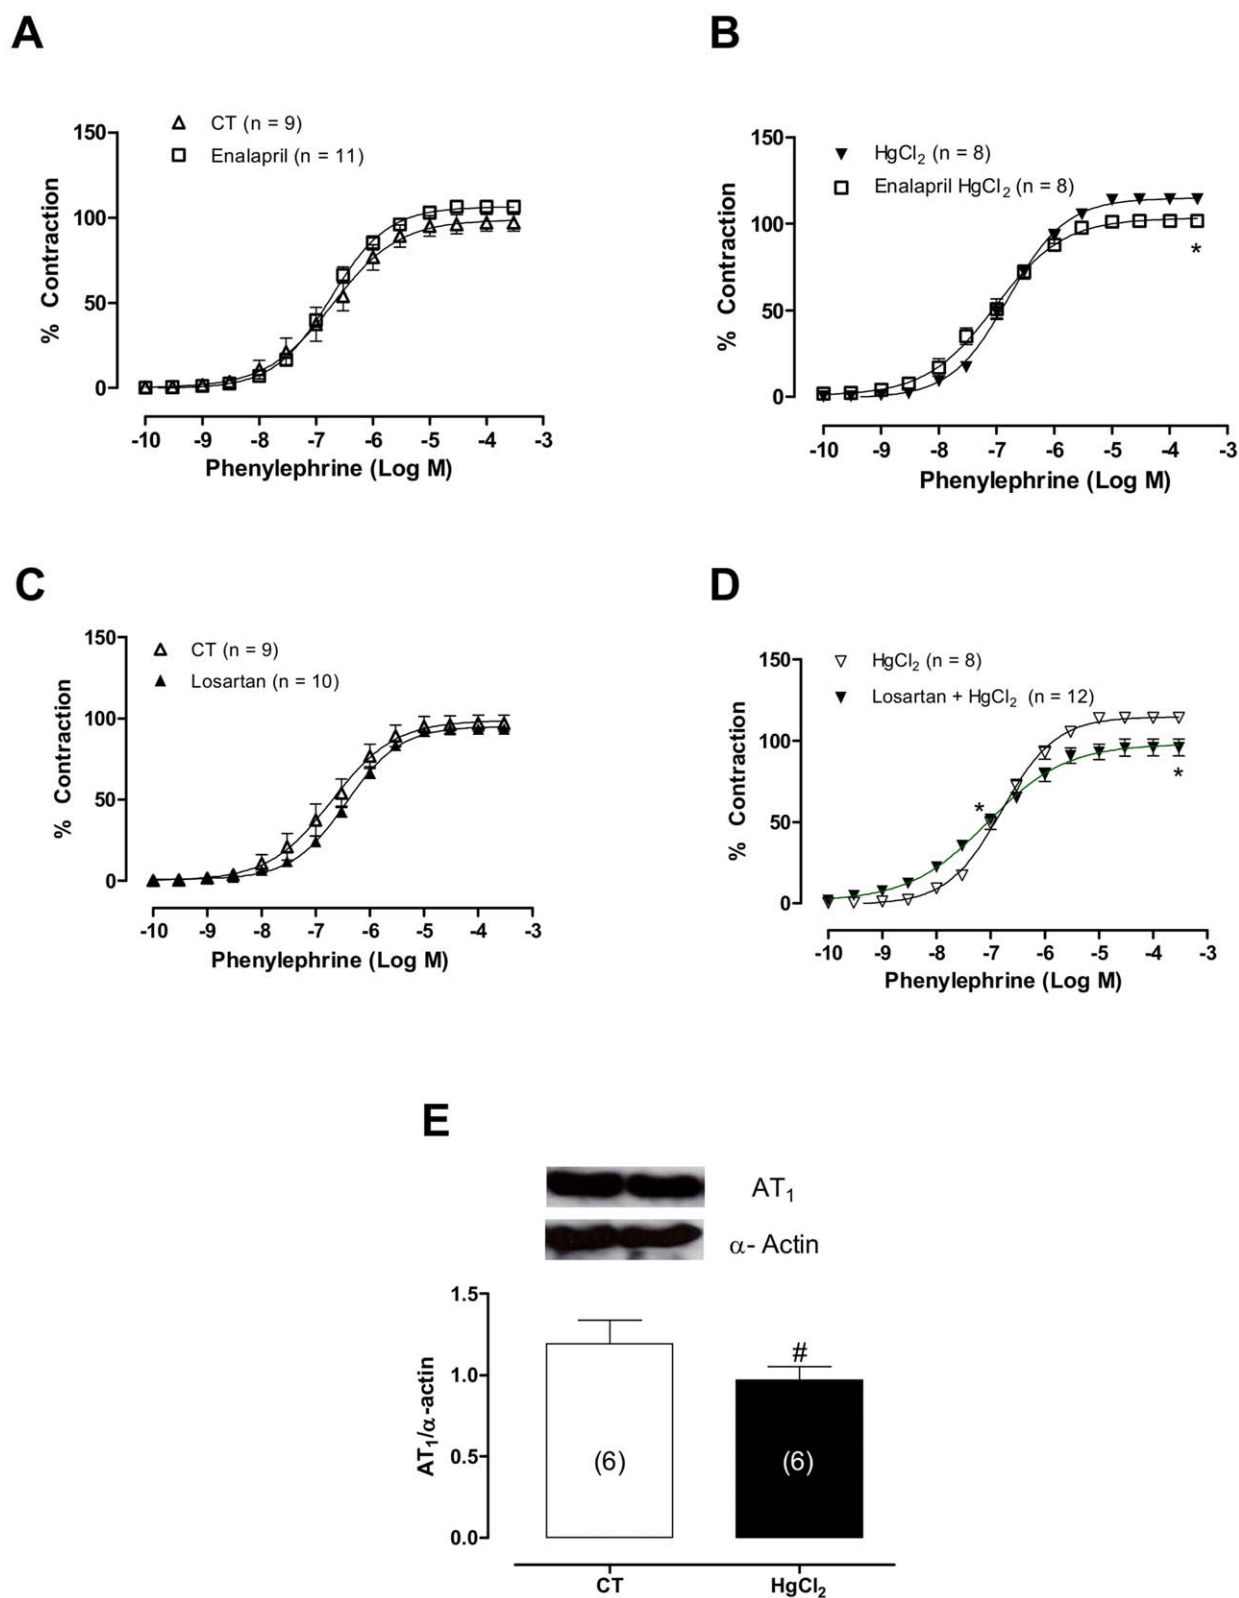 A
CT (n = 9)
Enalapril (n = 11)
150
100
50
0
% Contraction
-10 -9 -8 -7 -6 -5 -4 -3
Phenylephrine (Log M)
B
HgCl2 (n = 8)
Enalapril HgCl2 (n = 8)
150
100
50
0
% Contraction
*
-10 -9 -8 -7 -6 -5 -4 -3
Phenylephrine (Log M)
C
CT (n = 9)
Losartan (n = 10)
150
100
50
0
% Contraction
-10 -9 -8 -7 -6 -5 -4 -3
Phenylephrine (Log M)
D
HgCl2 (n = 8)
Losartan + HgCl2 (n = 12)
150
100
50
0
% Contraction
*
*
-10 -9 -8 -7 -6 -5 -4 -3
Phenylephrine (Log M)
E
AT1
α- Actin
1.5
1.0
0.5
0.0
AT1/α-actin
#
(6) (6)
CT HgCl2